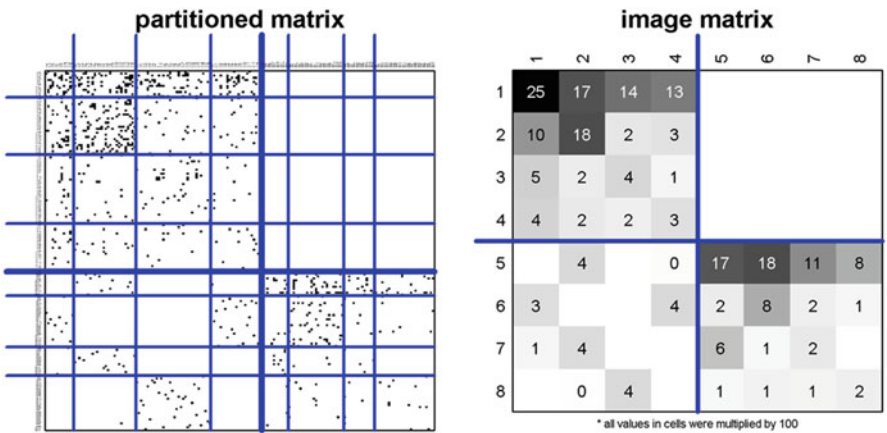 partitioned matrix
image matrix
1 2 3 4 5 6 7 8
1 25 17 14 13
2 10 18 2 3
3 5 2 4 1
4 4 2 2 3
5 4 0 17 18 11 8
6 3 4 2 8 2 1
7 1 4 6 1 2
8 0 4 1 1 1 2
* all values in cells were multiplied by 100